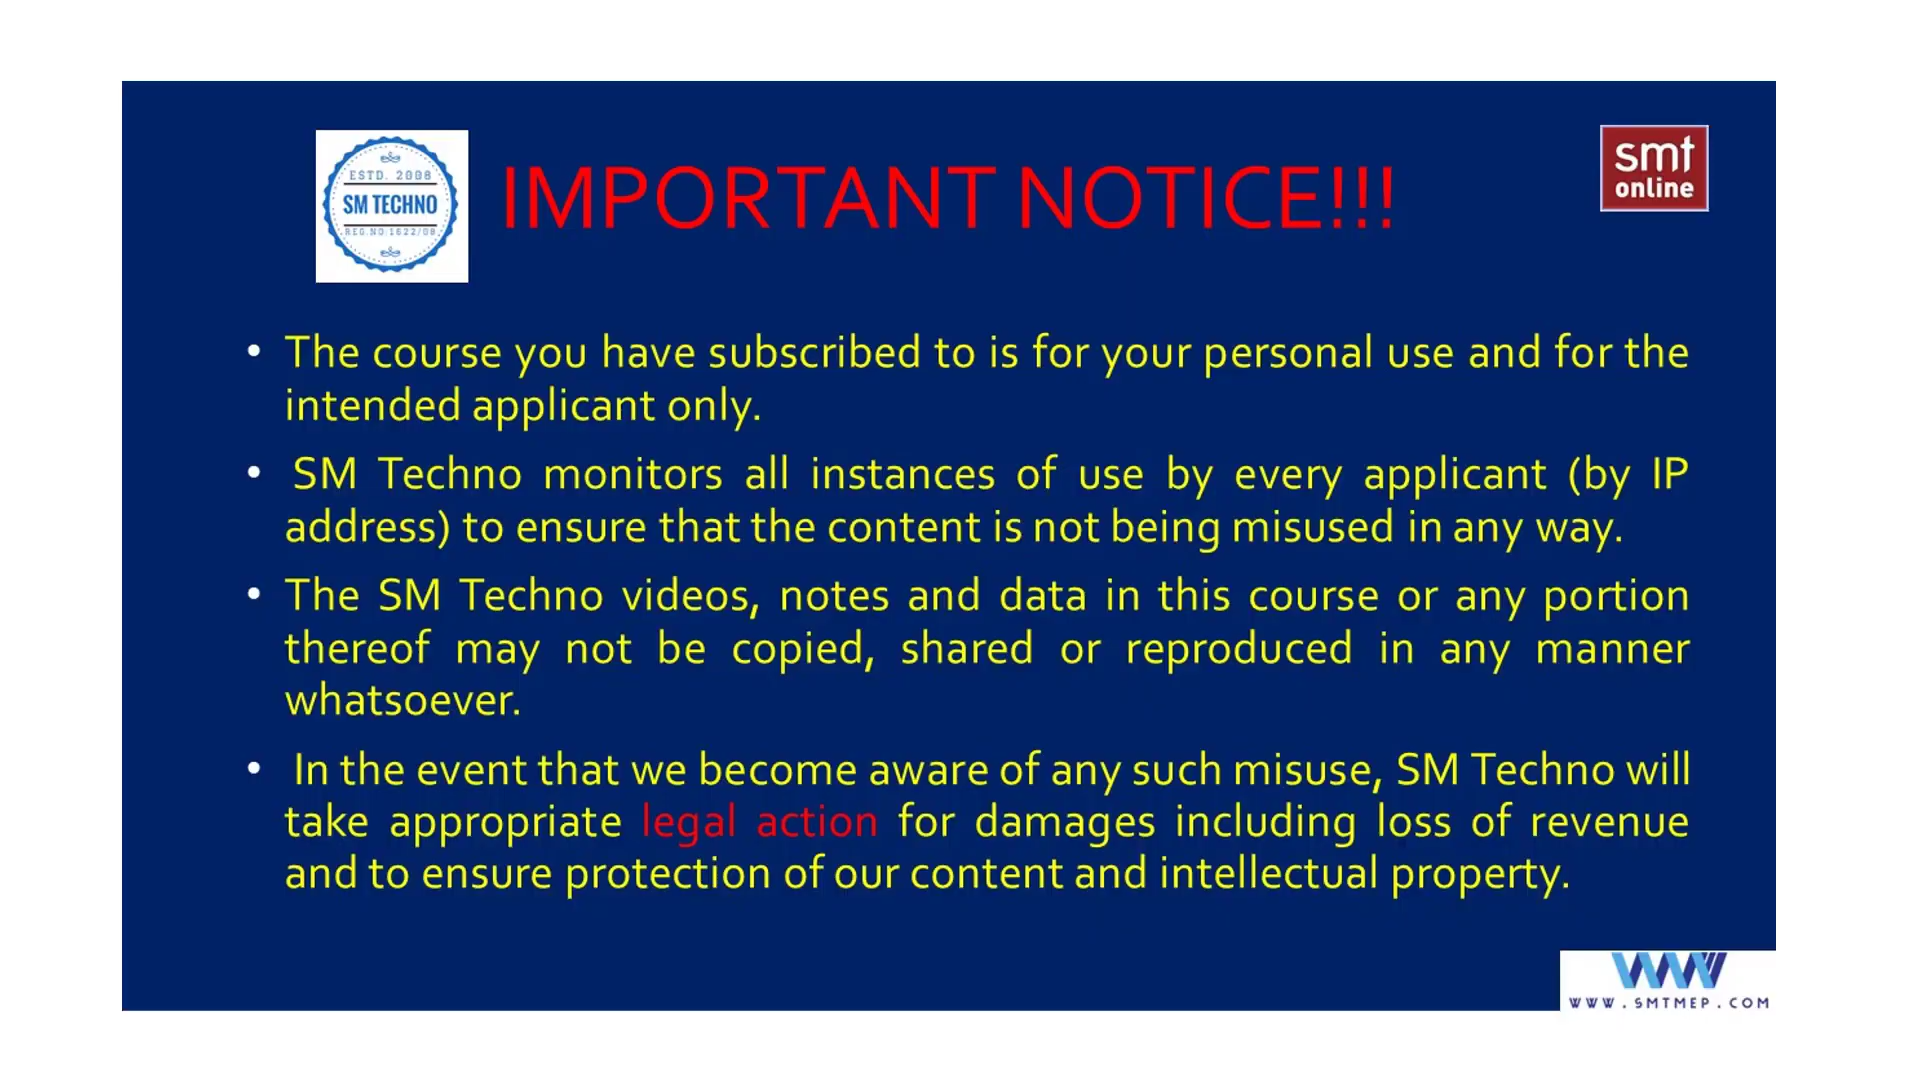 ESTD. 2008
SM TECHNO
REG.NO.1622/08
IMPORTANT NOTICE!!!
smt
online
• The course you have subscribed to is for your personal use and for the
intended applicant only.
• SM Techno monitors all instances of use by every applicant (by IP
address) to ensure that the content is not being misused in any way.
• The SM Techno videos, notes and data in this course or any portion
thereof may not be copied, shared or reproduced in any manner
whatsoever.
• In the event that we become aware of any such misuse, SM Techno will
take appropriate legal action for damages including loss of revenue
and to ensure protection of our content and intellectual property.
WWW.SMTMEP.COM